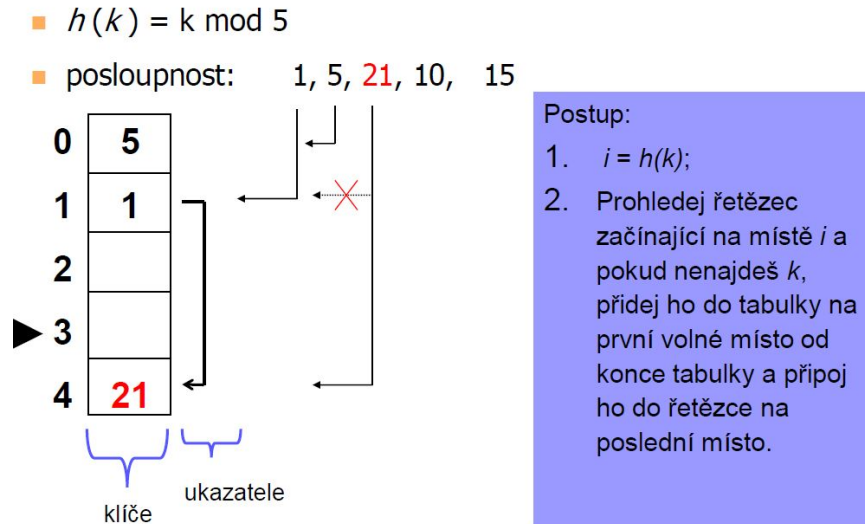 h (k) = k mod 5
posloupnost: 1, 5, 21, 10, 15
0 5
1 1
2
3
4 21
klíče
ukazatele
Postup:
1. i = h(k);
2. Prohledej řetězec
začínající na místě i a
pokud nenajdeš k,
přidej ho do tabulky na
první volné místo od
konce tabulky a připoj
ho do řetězce na
poslední místo.